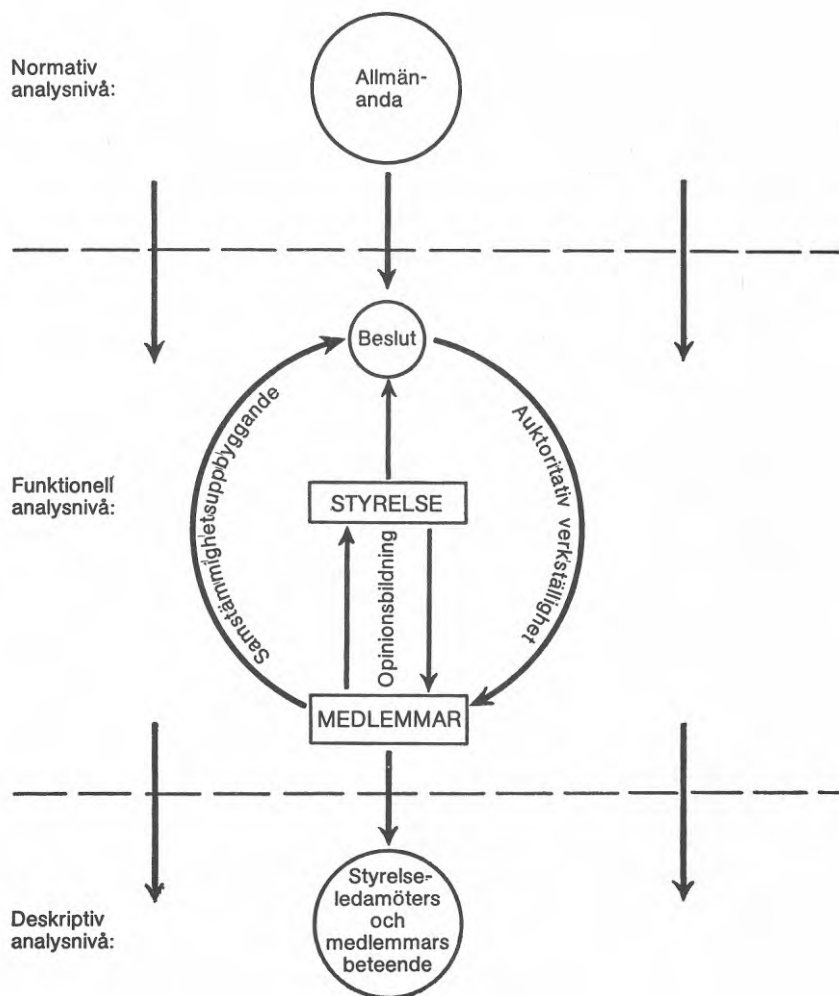 Normativ
analysnivå:
Allmän-
anda
Beslut
Samstämmighetsuppbyggande
Auktoritativ verkställighet
Funktionell
analysnivå:
STYRELSE
Opinionsbildning
MEDLEMMAR
Deskriptiv
analysnivå:
Styrelse-
ledamöters
och
medlemmars
beteende